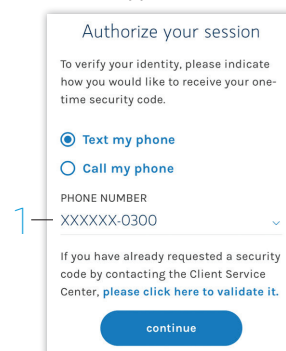 Authorize your session
To verify your identity, please indicate
how you would like to receive your one-
time security code.
Text my phone
Call my phone
PHONE NUMBER
1
XXXXXX-0300
If you have already requested a security
code by contacting the Client Service
Center, please click here to validate it.
continue